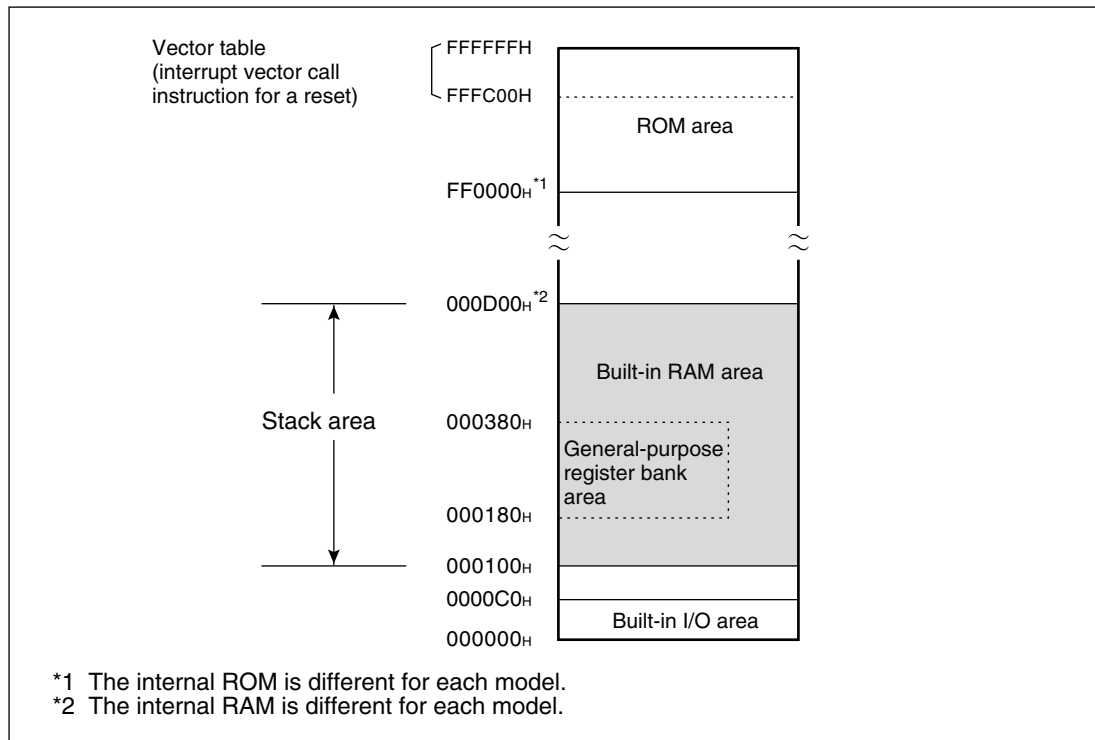 Vector table
(interrupt vector call
instruction for a reset)
FFFFFFH
FFFC00H
ROM area
FF0000H*1
000D00H*2
Built-in RAM area
Stack area
000380H
General-purpose
register bank
area
000180H
000100H
0000C0H
Built-in I/O area
000000H
*1 The internal ROM is different for each model.
*2 The internal RAM is different for each model.